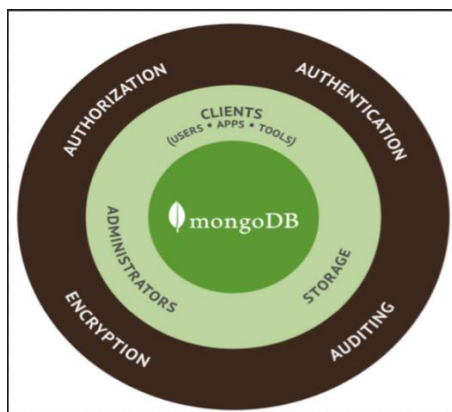 AUTHORIZATION
AUTHENTICATION
CLIENTS
(USERS • APPS • TOOLS)
mongoDB
ADMINISTRATORS
STORAGE
ENCRYPTION
AUDITING